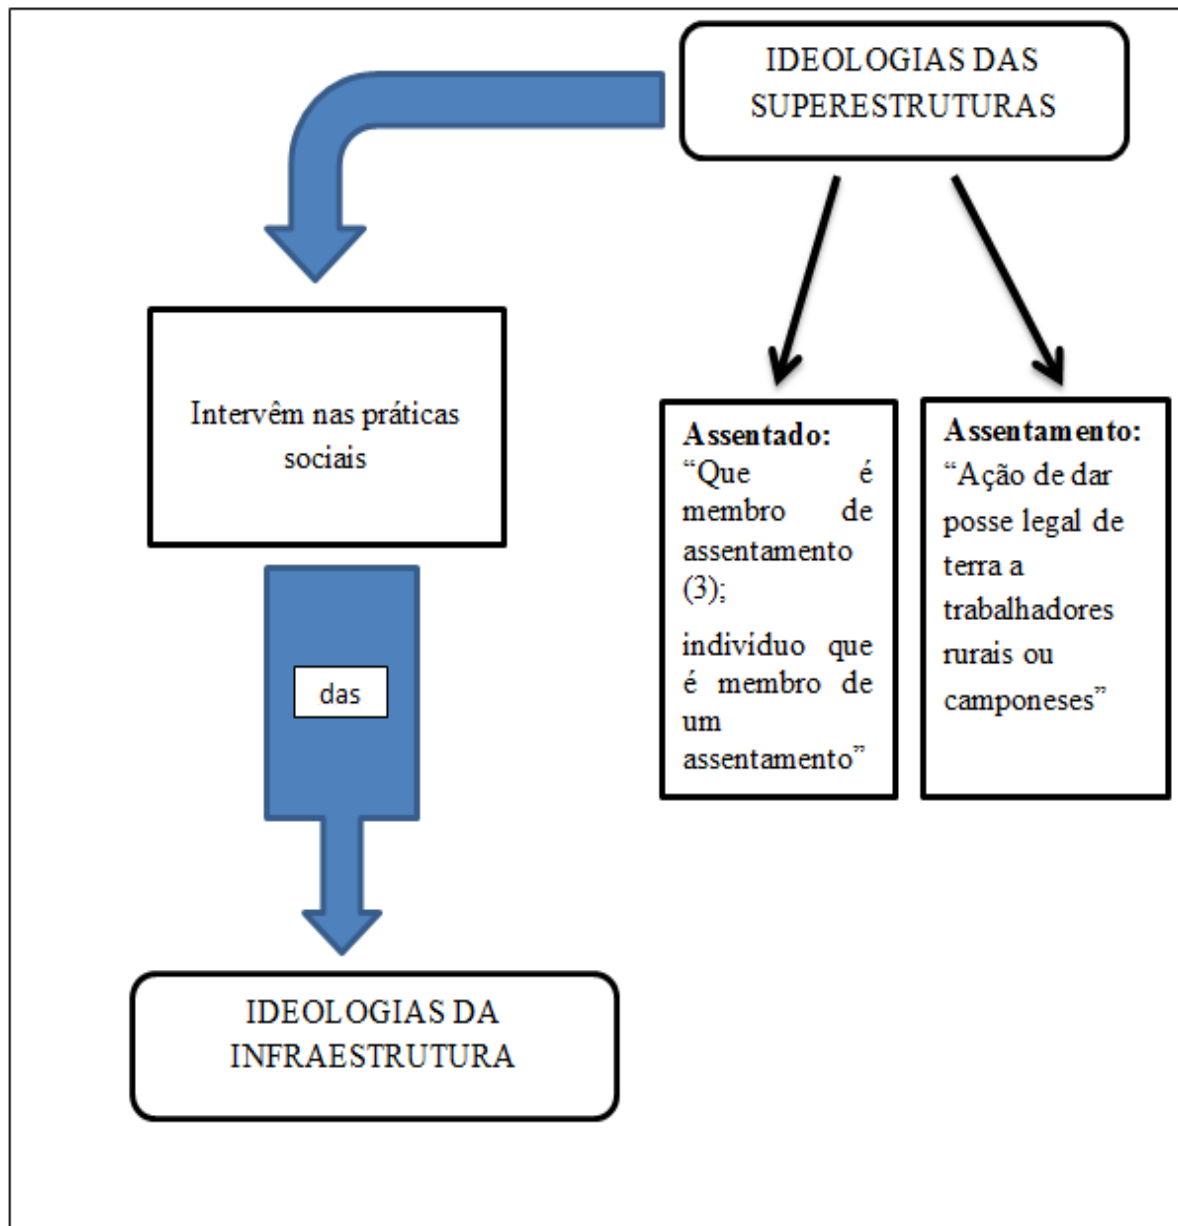 IDEOLOGIAS DAS
SUPERESTRUTURAS
Intervêm nas práticas
sociais
das
IDEOLOGIAS DA
INFRAESTRUTURA
Assentado:
“Que é
membro de
assentamento
(3);
indivíduo que
é membro de
um
assentamento”
Assentamento:
“Ação de dar
posse legal de
terra a
trabalhadores
rurais ou
camponeses”